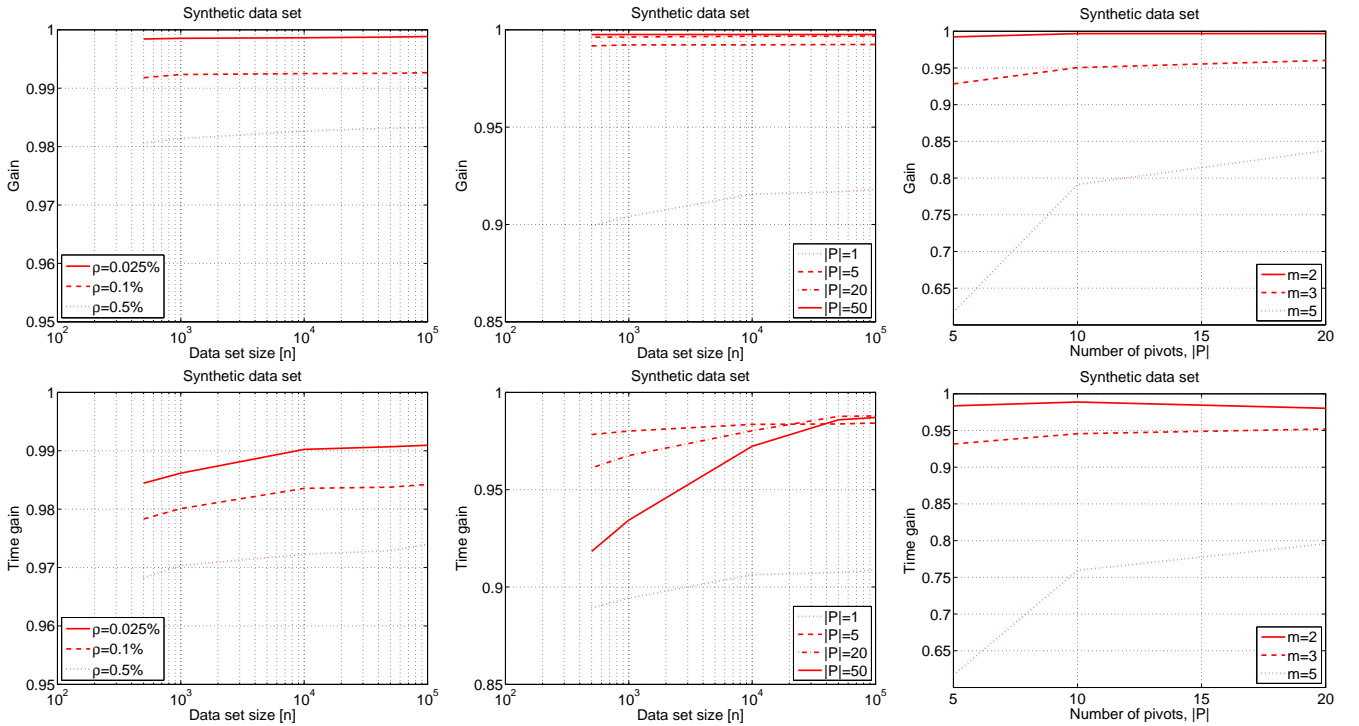 Synthetic data set
1
0.99
0.98
0.97
0.96
0.95
Gain
ρ=0.025%
ρ=0.1%
ρ=0.5%
10^2
10^3
10^4
10^5
Data set size [n]
Synthetic data set
1
0.95
0.9
0.85
Gain
|P|=1
|P|=5
|P|=20
|P|=50
10^2
10^3
10^4
10^5
Data set size [n]
Synthetic data set
1
0.95
0.9
0.85
0.8
0.75
0.7
0.65
Gain
m=2
m=3
m=5
5
10
15
20
Number of pivots, |P|
Synthetic data set
1
0.99
0.98
0.97
0.96
0.95
Time gain
ρ=0.025%
ρ=0.1%
ρ=0.5%
10^2
10^3
10^4
10^5
Data set size [n]
Synthetic data set
1
0.95
0.9
0.85
Time gain
|P|=1
|P|=5
|P|=20
|P|=50
10^2
10^3
10^4
10^5
Data set size [n]
Synthetic data set
1
0.95
0.9
0.85
0.8
0.75
0.7
0.65
Time gain
m=2
m=3
m=5
5
10
15
20
Number of pivots, |P|